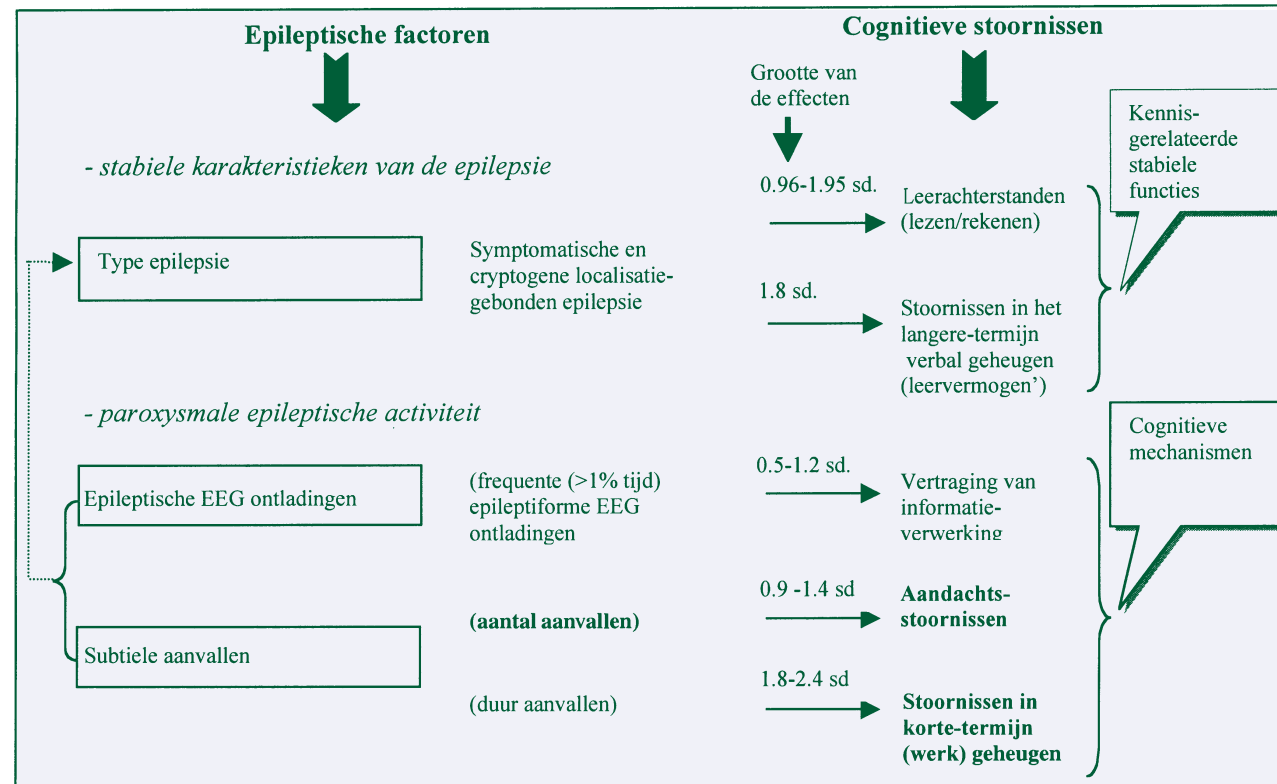 Epileptische factoren
Cognitieve stoornissen
Grootte van
de effecten
- stabiele karakteristieken van de epilepsie
Type epilepsie
Symptomatische en
cryptogene localisatie-
gebonden epilepsie
0.96-1.95 sd.
Leerachterstanden
(lezen/rekenen)
1.8 sd.
Stoornissen in het
langere-termijn
verbal geheugen
(leervermogen’)
Kennis-
gerelateerde
stabiele
functies
- paroxysmale epileptische activiteit
Epileptische EEG ontladingen
(frequente (>1% tijd)
epileptiforme EEG
ontladingen
0.5-1.2 sd.
Vertraging van
informatie-
verwerking
Cognitieve
mechanismen
Subtiele aanvallen
(aantal aanvallen)
0.9 -1.4 sd
Aandachts-
stoornissen
(duur aanvallen)
1.8-2.4 sd
Stoornissen in
korte-termijn
(werk) geheugen